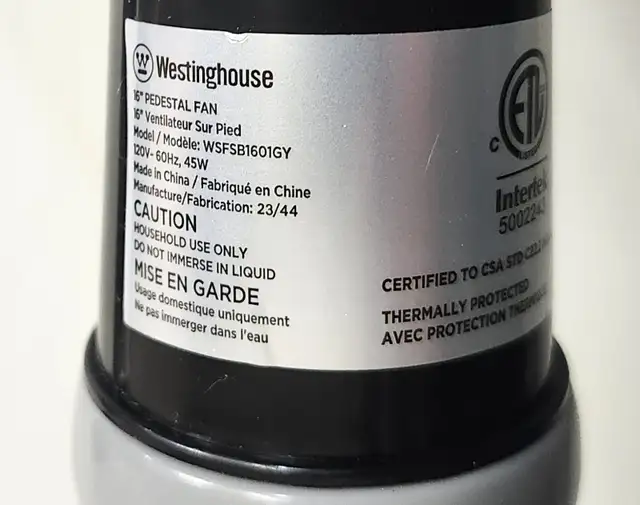 W
Westinghouse
16" PEDESTAL FAN
16" Ventilateur Sur Pied
Model / Modèle: WSFSB1601GY
120V~ 60Hz, 45W
Made in China / Fabriqué en Chine
Manufacture/Fabrication: 23/44
CAUTION
HOUSEHOLD USE ONLY
DO NOT IMMERSE IN LIQUID
MISE EN GARDE
Usage domestique uniquement
Ne pas immerger dans l'eau
C
LISTED
Intertek
CERTIFIED TO CSA STD
THERMALLY PROTECTED
AVEC PROTECTION